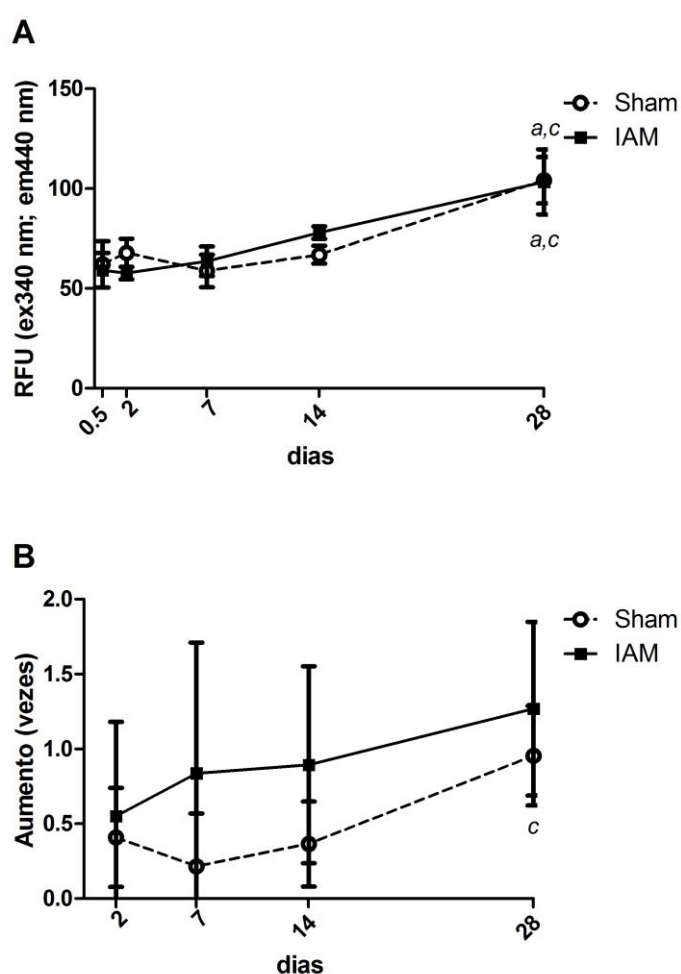 A
RFU (ex340 nm; em440 nm)
150
100
50
0
0.5
2
7
14
28
dias
Sham
IAM
a,c
a,c
B
Aumento (vezes)
2.0
1.5
1.0
0.5
0.0
2
7
14
28
dias
Sham
IAM
c